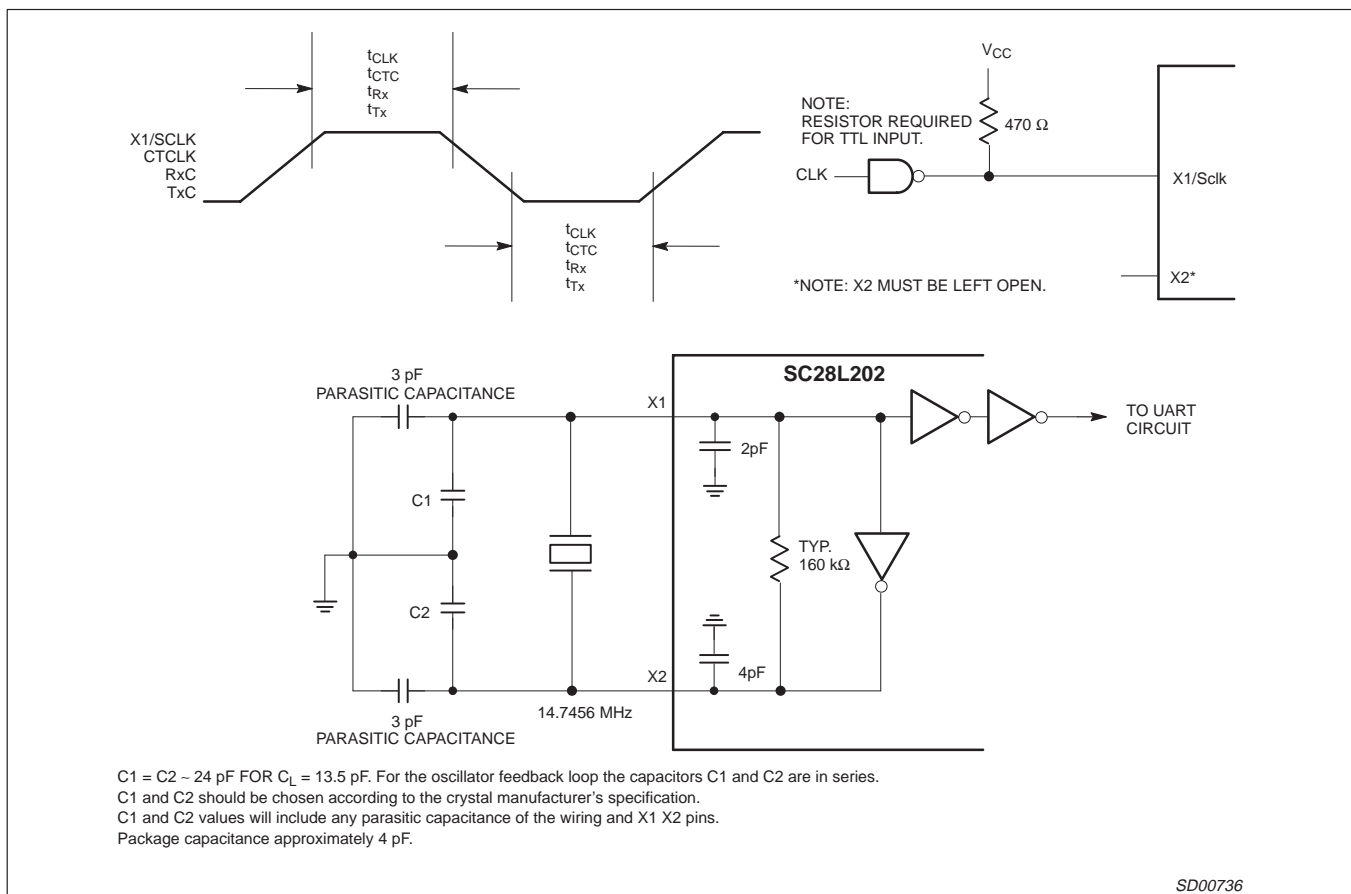 tCLK
tCTC
tRx
tTx
X1/SCLK
CTCLK
RxC
TxC
tCLK
tCTC
tRx
tTx
VCC
NOTE:
RESISTOR REQUIRED
FOR TTL INPUT.
470 Ω
CLK
X1/Sclk
X2*
*NOTE: X2 MUST BE LEFT OPEN.
3 pF
PARASITIC CAPACITANCE
SC28L202
X1
TO UART
CIRCUIT
2pF
C1
TYP.
160 kΩ
C2
4pF
X2
14.7456 MHz
3 pF
PARASITIC CAPACITANCE
C1 = C2 ~ 24 pF FOR CL = 13.5 pF. For the oscillator feedback loop the capacitors C1 and C2 are in series.
C1 and C2 should be chosen according to the crystal manufacturer’s specification.
C1 and C2 values will include any parasitic capacitance of the wiring and X1 X2 pins.
Package capacitance approximately 4 pF.
SD00736